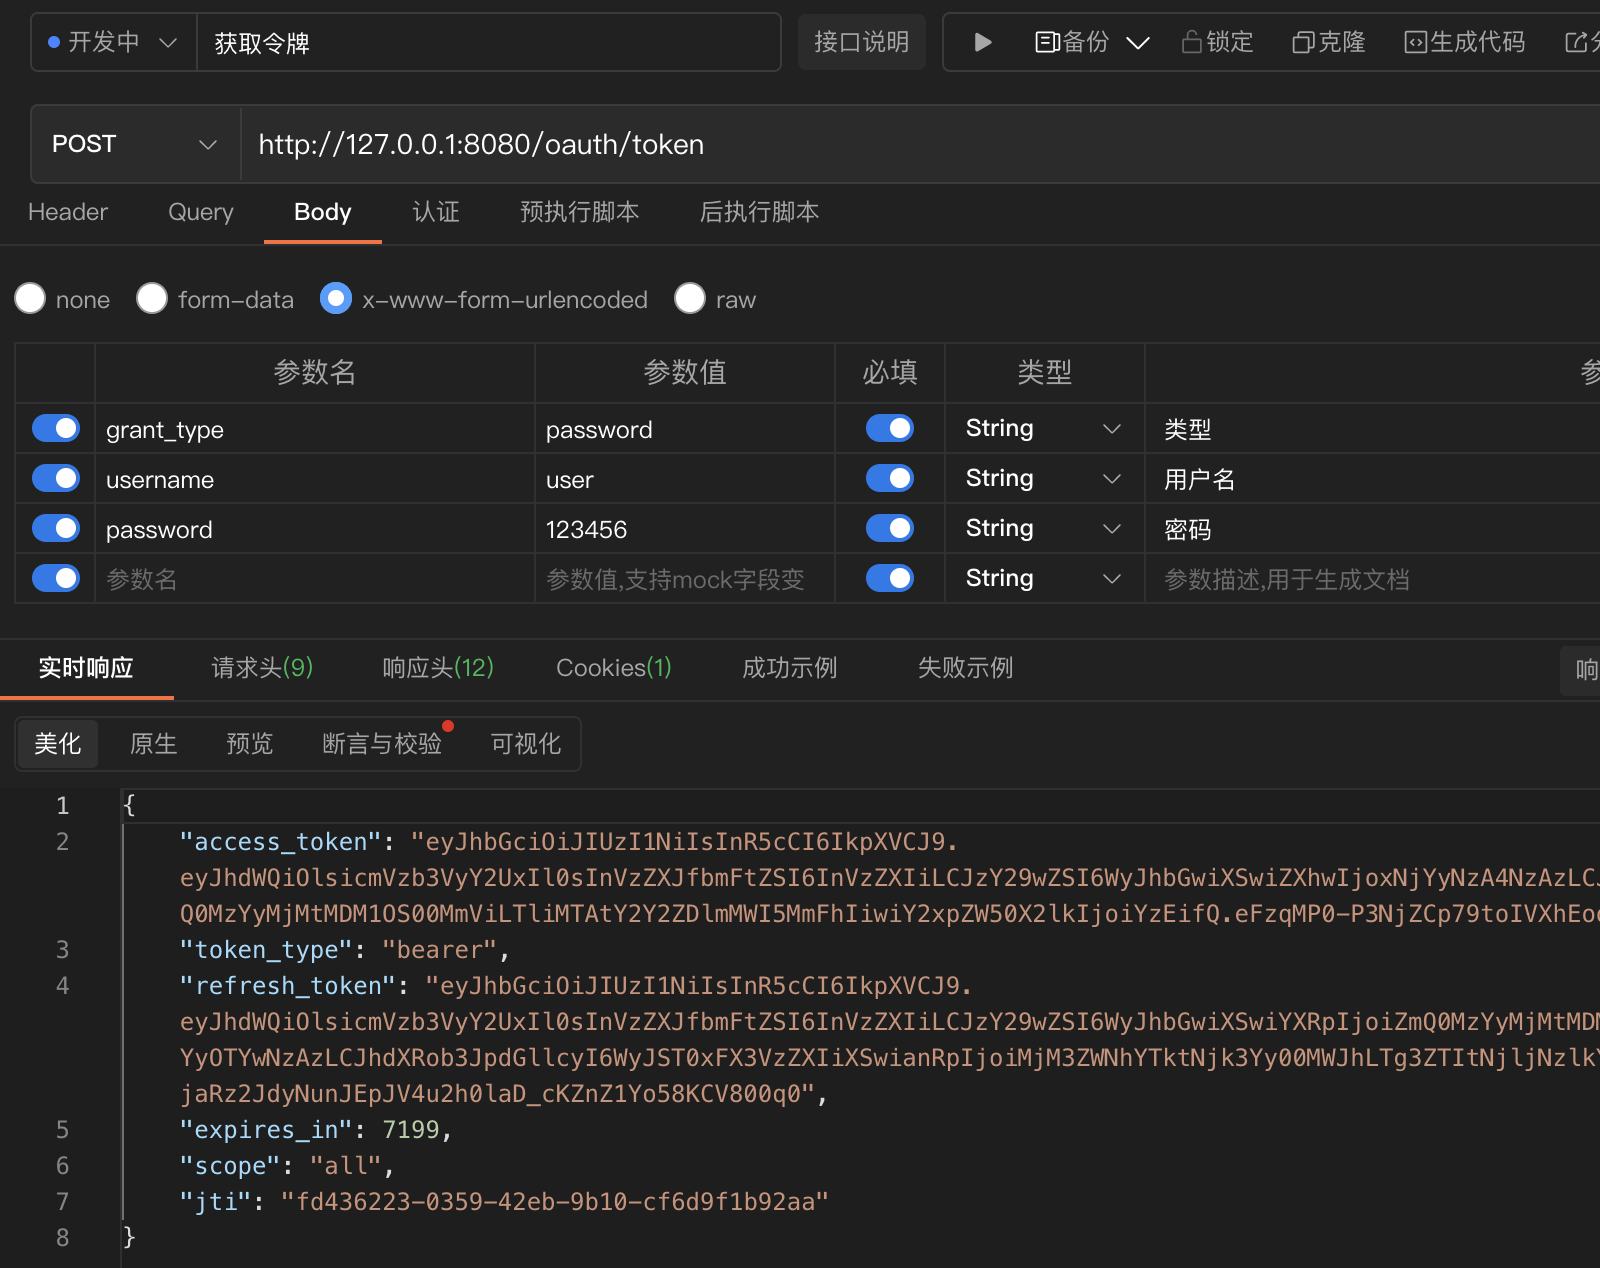 开发中 获取令牌 接口说明 备份 锁定 克隆 生成代码
POST http://127.0.0.1:8080/oauth/token
Header Query Body 认证 预执行脚本 后执行脚本
none form-data x-www-form-urlencoded raw
参数名 参数值 必填 类型
grant_type password String 类型
username user String 用户名
password 123456 String 密码
参数名 参数值,支持mock字段变 String 参数描述,用于生成文档
实时响应 请求头(9) 响应头(12) Cookies(1) 成功示例 失败示例 响
美化 原生 预览 断言与校验 可视化
1 {
2 "access_token": "eyJhbGciOiJIUzI1NiIsInR5cCI6IkpXVCJ9.
eyJhdWQiOlsicmVzb3VyY2UxIl0sInVzZXJfbmFtZSI6InVzZXIiLCJzY29wZSI6WyJhbGwiXSwiZXhwIjoxNjYyNzA4NzAzLC
Q0MzYyMjMtMDM1OS00MmViLTliMTAtY2Y2ZDlmMWI5MmFhIiwiY2xpZW50X2lkIjoiYzEifQ.eFzqMP0-P3NjZCp79toIVXhEo
3 "token_type": "bearer",
4 "refresh_token": "eyJhbGciOiJIUzI1NiIsInR5cCI6IkpXVCJ9.
eyJhdWQiOlsicmVzb3VyY2UxIl0sInVzZXJfbmFtZSI6InVzZXIiLCJzY29wZSI6WyJhbGwiXSwiYXRpIjoiZmQ0MzYyMjMtMD
YyOTYwNzAzLCJhdXRob3JpdGllcyI6WyJST0xFX3VzZXIiXSwianRpIjoiMjM3ZWNhYTktNjk3Yy00MWJhLTg3ZTItNjljNzlk
jaRz2JdyNunJEpJV4u2h0laD_cKZnZ1Yo58KCV800q0",
5 "expires_in": 7199,
6 "scope": "all",
7 "jti": "fd436223-0359-42eb-9b10-cf6d9f1b92aa"
8 }